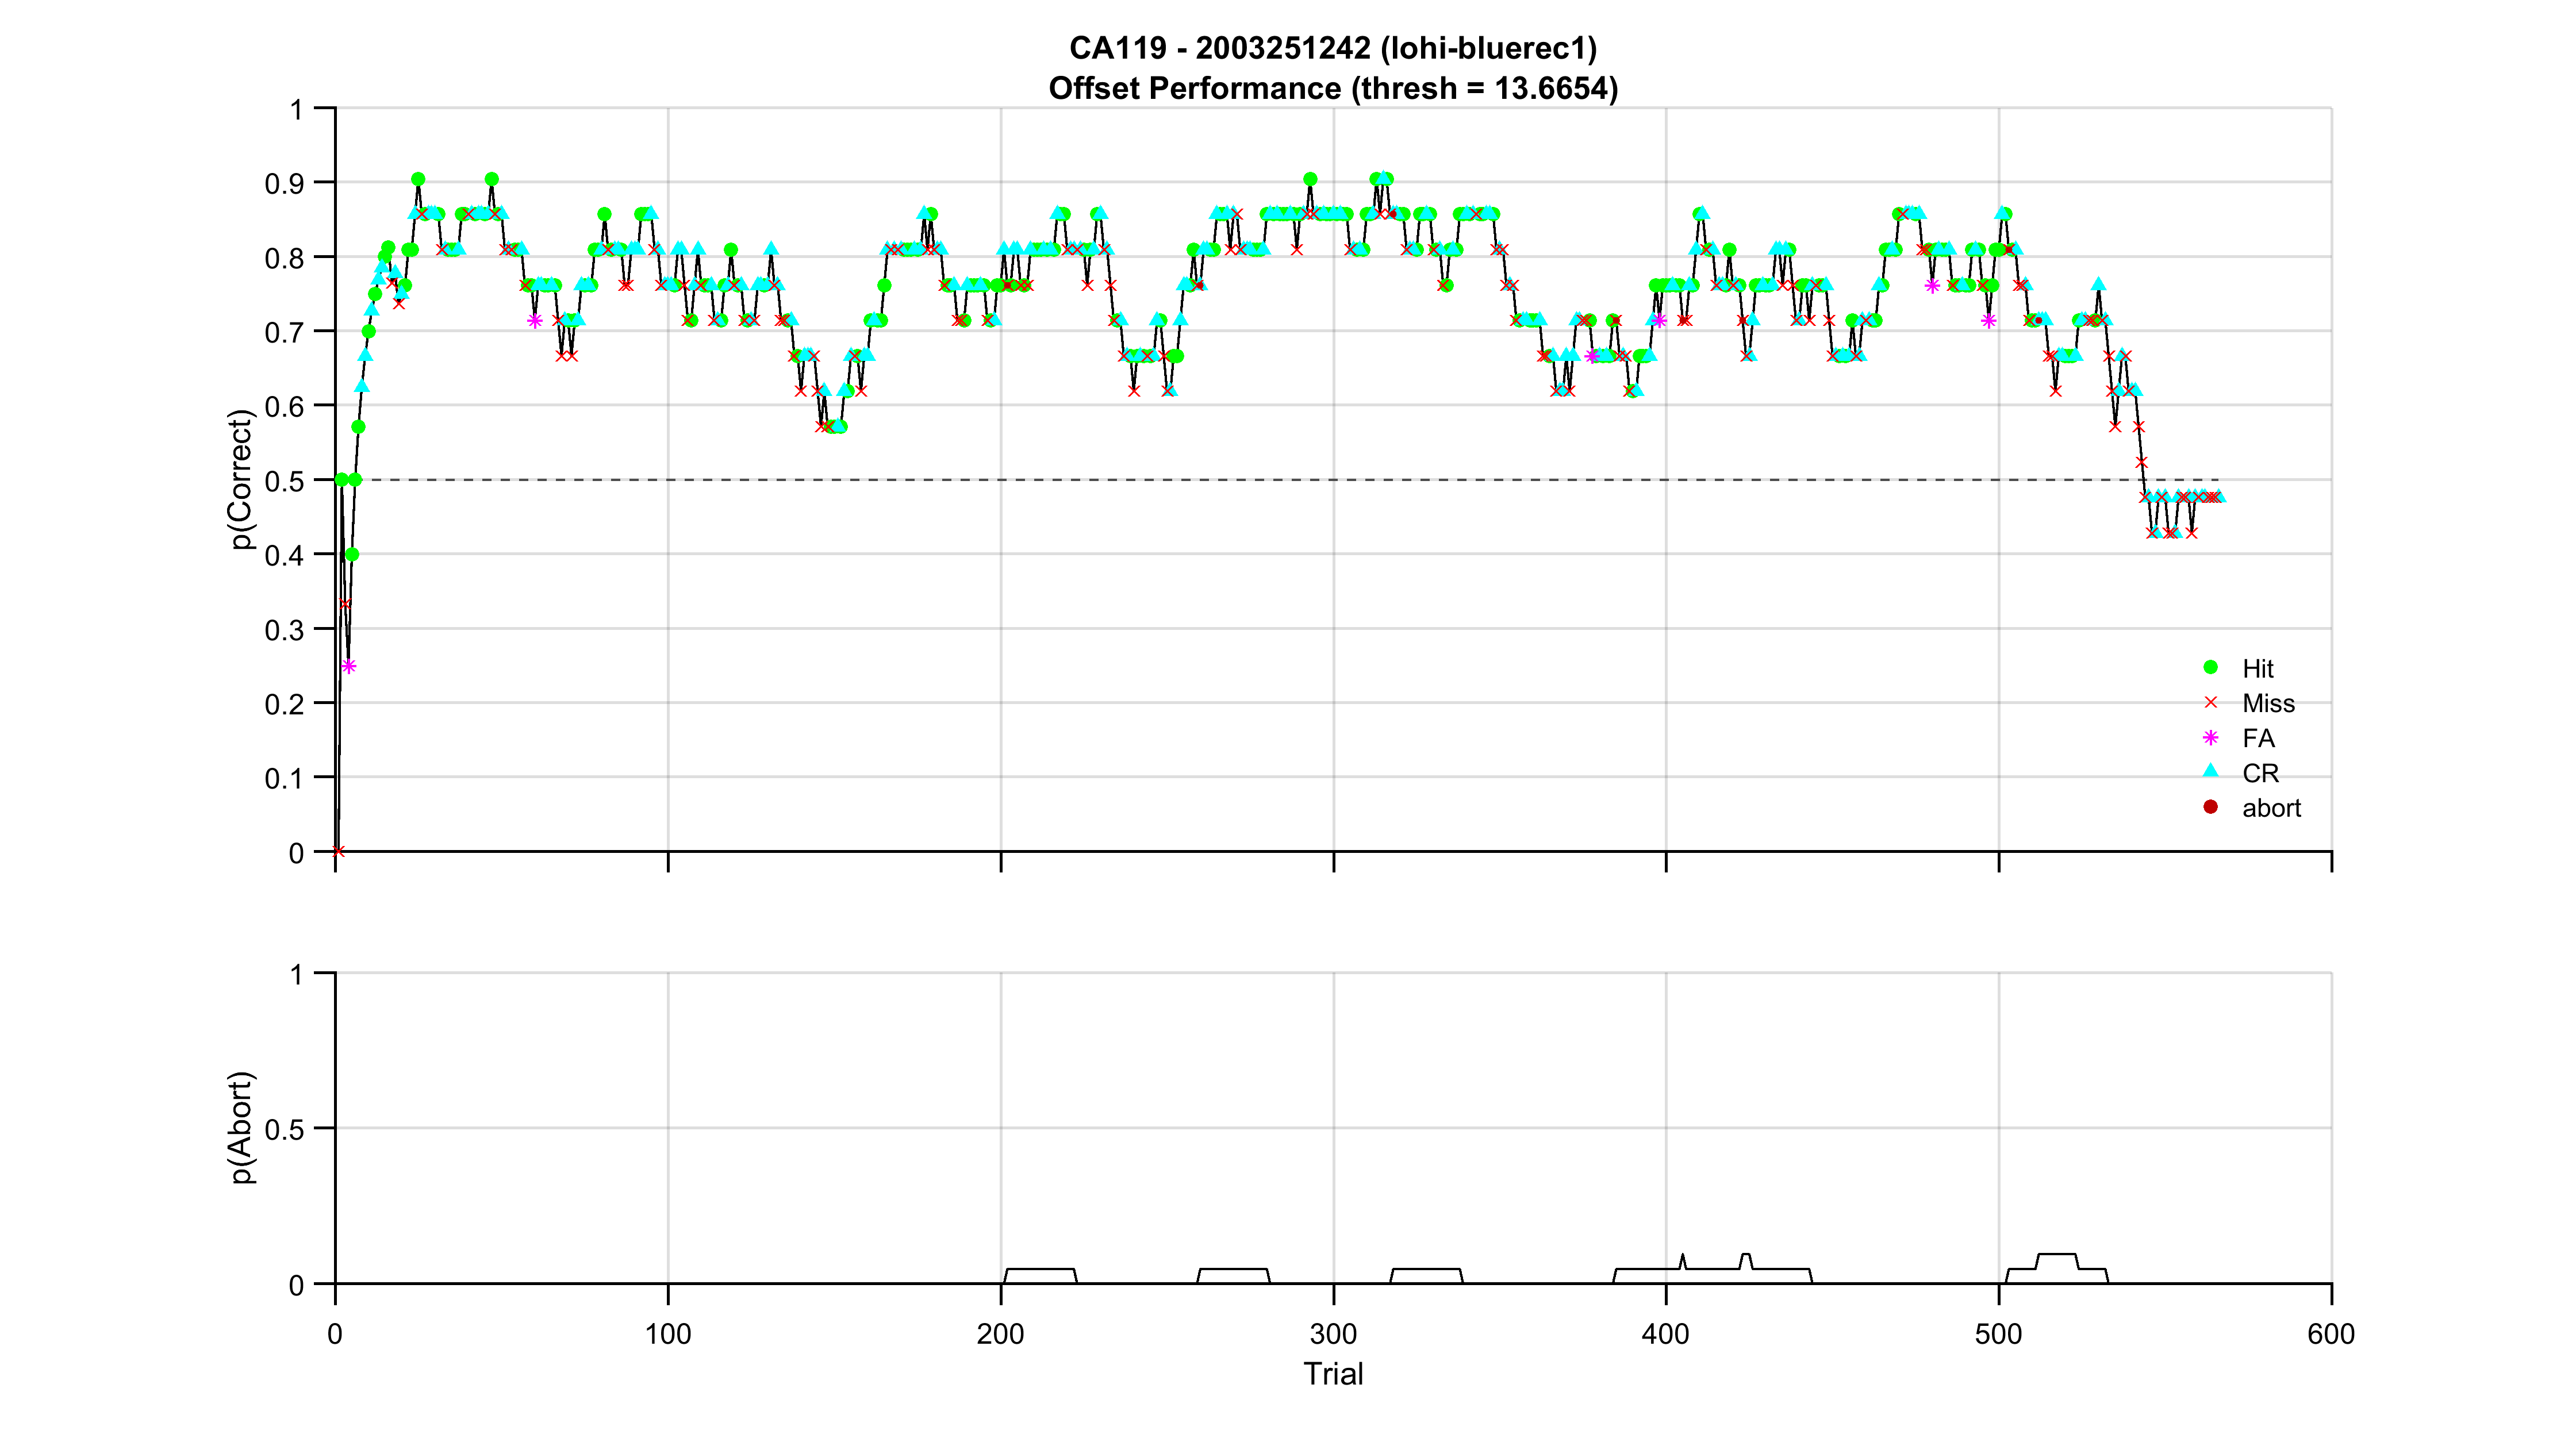 CA119 - 2003251242 (lohi-bluerec1)
Offset Performance (thresh = 13.6654)
1
0.9
0.8
0.7
0.6
0.5
0.4
0.3
0.2
0.1
0
p(Correct)
Hit
Miss
FA
CR
abort
1
0.5
0
p(Abort)
0 100 200 300 400 500 600
Trial